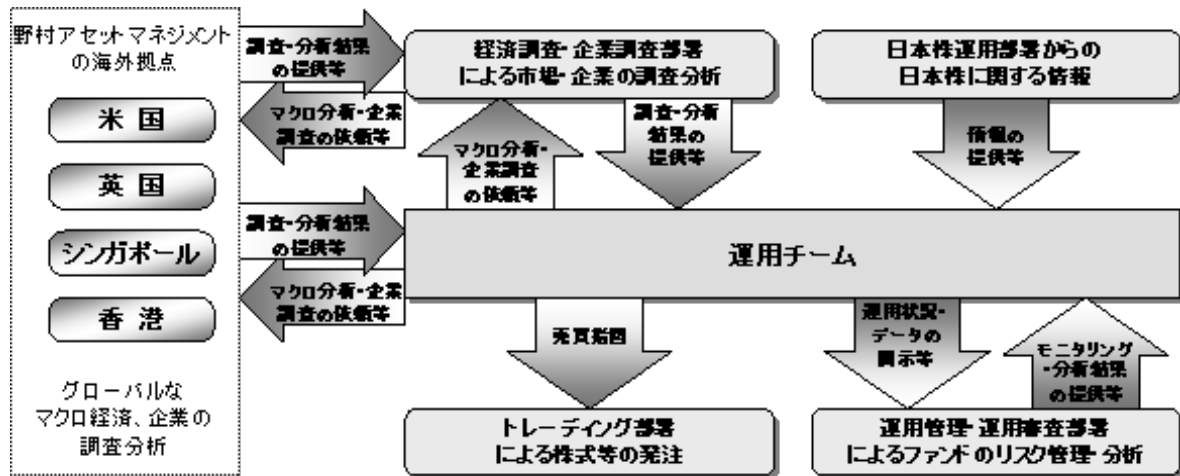 野村アセットマネジメント
の海外拠点
米 国
英 国
シンガポール
香 港
グローバルな
マクロ経済、企業の
調査分析
調査・分析結果
の提供等
マクロ分析・企業
調査の依頼等
調査・分析結果
の提供等
マクロ分析・企業
調査の依頼等
経済調査・企業調査部署
による市場・企業の調査分析
日本株運用部署からの
日本株に関する情報
マクロ分析・
企業調査
の依頼等
調査・分析
結果の
提供等
情報の
提供等
運用チーム
売買指図
運用状況・
データの
開示等
モニタリング
・分析結果
の提供等
トレーディング部署
による株式等の発注
運用管理・運用審査部署
によるファンドのリスク管理・分析